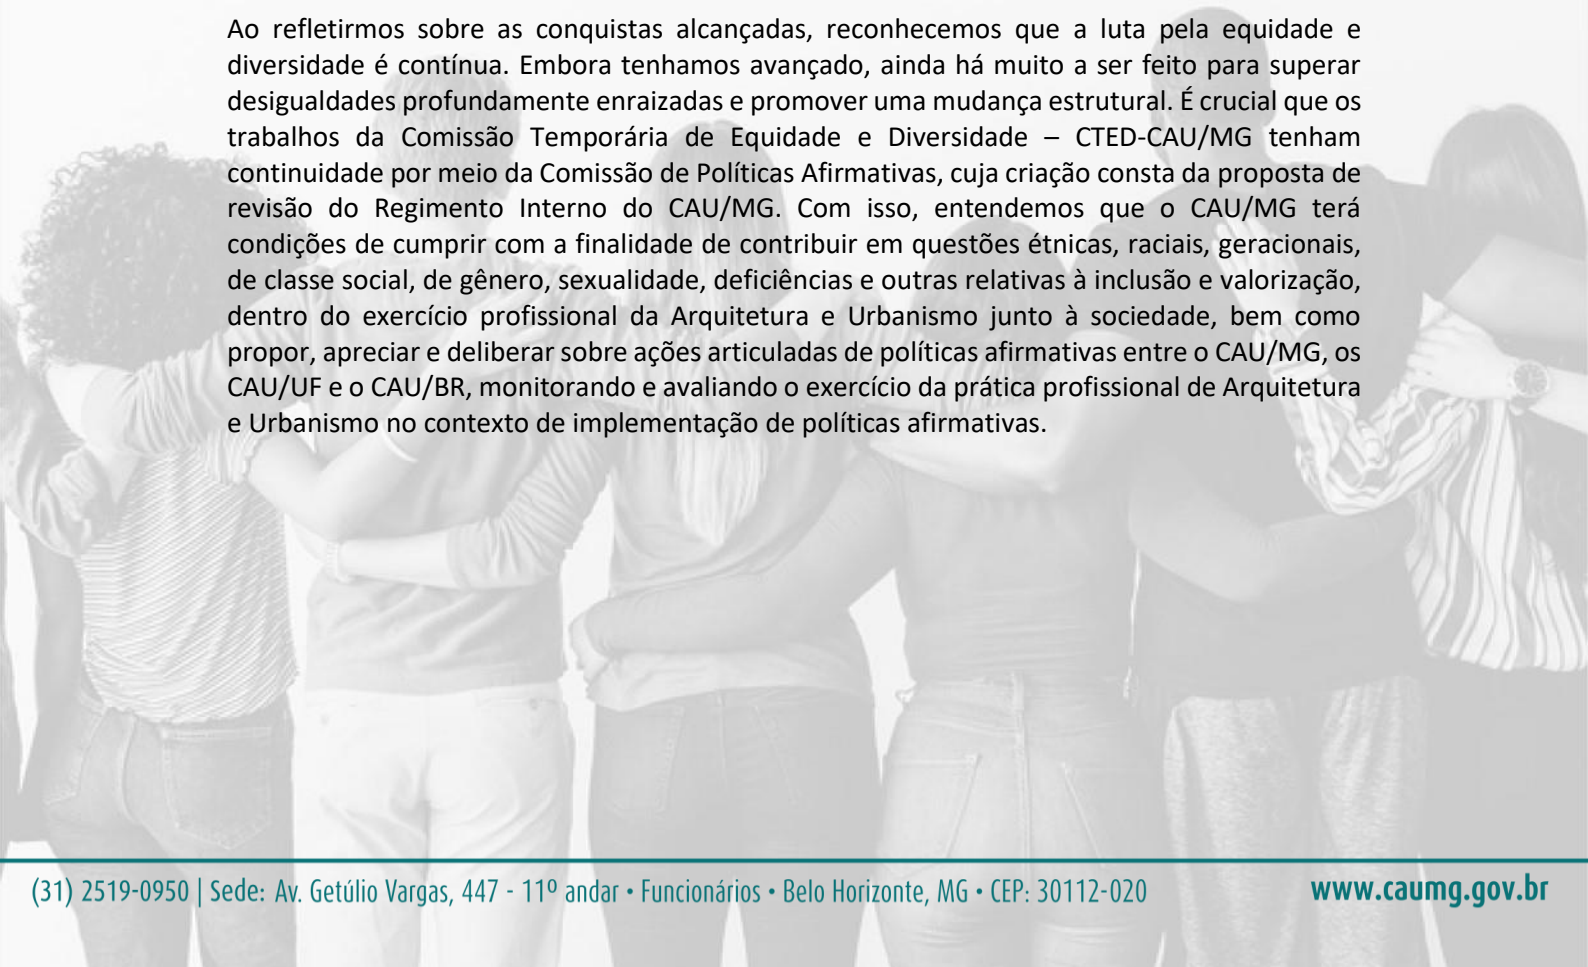 Ao refletirmos sobre as conquistas alcançadas, reconhecemos que a luta pela equidade e
diversidade é contínua. Embora tenhamos avançado, ainda há muito a ser feito para superar
desigualdades profundamente enraizadas e promover uma mudança estrutural. É crucial que os
trabalhos da Comissão Temporária de Equidade e Diversidade – CTED-CAU/MG tenham
continuidade por meio da Comissão de Políticas Afirmativas, cuja criação consta da proposta de
revisão do Regimento Interno do CAU/MG. Com isso, entendemos que o CAU/MG terá
condições de cumprir com a finalidade de contribuir em questões étnicas, raciais, geracionais,
de classe social, de gênero, sexualidade, deficiências e outras relativas à inclusão e valorização,
dentro do exercício profissional da Arquitetura e Urbanismo junto à sociedade, bem como
propor, apreciar e deliberar sobre ações articuladas de políticas afirmativas entre o CAU/MG, os
CAU/UF e o CAU/BR, monitorando e avaliando o exercício da prática profissional de Arquitetura
e Urbanismo no contexto de implementação de políticas afirmativas.
(31) 2519-0950 | Sede: Av. Getúlio Vargas, 447 - 11º andar • Funcionários • Belo Horizonte, MG • CEP: 30112-020
www.caumg.gov.br